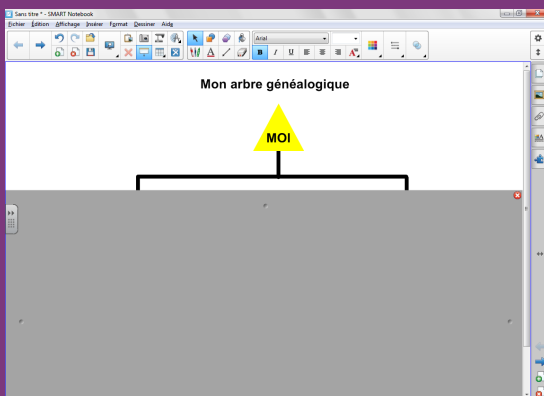 Sans titre * - SMART Notebook
Fichier Édition Affichage Insérer Format Dessiner Aide
Arial
B I U
Mon arbre généalogique
MOI